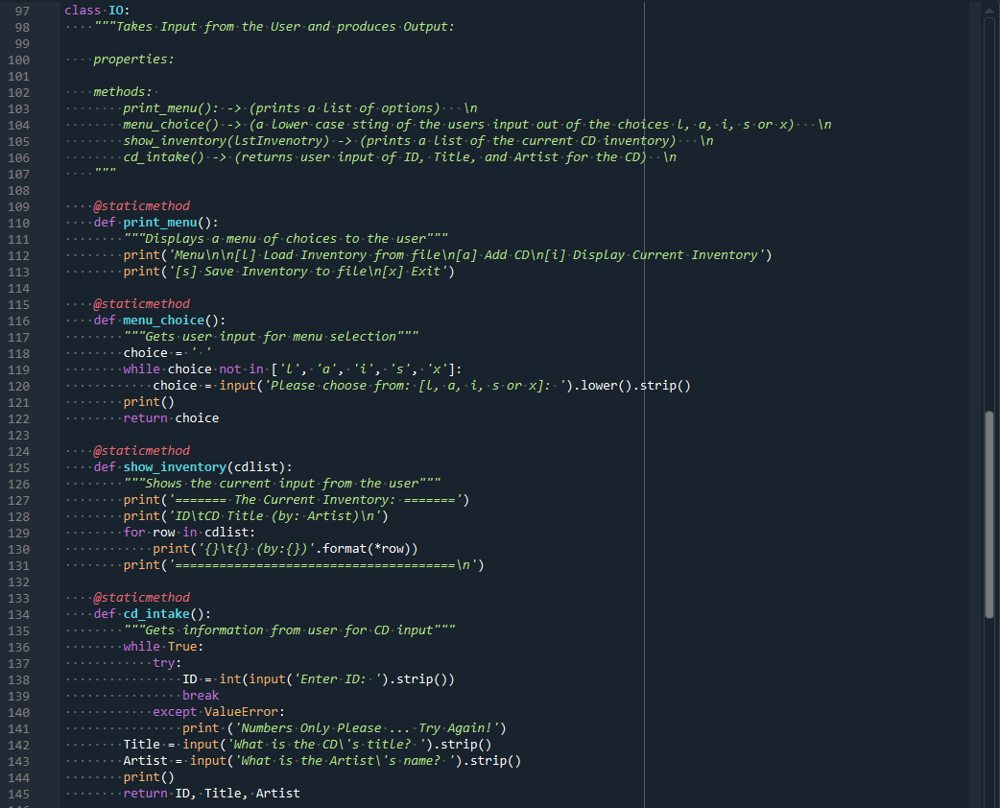 97 class IO:
98     """Takes Input from the User and produces Output:
99
100     properties:
101
102     methods:
103         print_menu(): -> (prints a list of options)   \n
104         menu_choice() -> (a lower case sting of the users input out of the choices l, a, i, s or x)   \n
105         show_inventory(lstInvenotry) -> (prints a list of the current CD inventory)   \n
106         cd_intake() -> (returns user input of ID, Title, and Artist for the CD)  \n
107     """
108
109     @staticmethod
110     def print_menu():
111         """Displays a menu of choices to the user"""
112         print('Menu\n\n[l] Load Inventory from file\n[a] Add CD\n[i] Display Current Inventory')
113         print('[s] Save Inventory to file\n[x] Exit')
114
115     @staticmethod
116     def menu_choice():
117         """Gets user input for menu selection"""
118         choice = ' '
119         while choice not in ['l', 'a', 'i', 's', 'x']:
120             choice = input('Please choose from: [l, a, i, s or x]: ').lower().strip()
121         print()
122         return choice
123
124     @staticmethod
125     def show_inventory(cdlist):
126         """Shows the current input from the user"""
127         print('======= The Current Inventory: =======')
128         print('ID\tCD Title (by: Artist)\n')
129         for row in cdlist:
130             print('{}\t{} (by:{})'.format(*row))
131         print('======================================\n')
132
133     @staticmethod
134     def cd_intake():
135         """Gets information from user for CD input"""
136         while True:
137             try:
138                 ID = int(input('Enter ID: ').strip())
139                 break
140             except ValueError:
141                 print ('Numbers Only Please ... Try Again!')
142         Title = input('What is the CD\'s title? ').strip()
143         Artist = input('What is the Artist\'s name? ').strip()
144         print()
145         return ID, Title, Artist